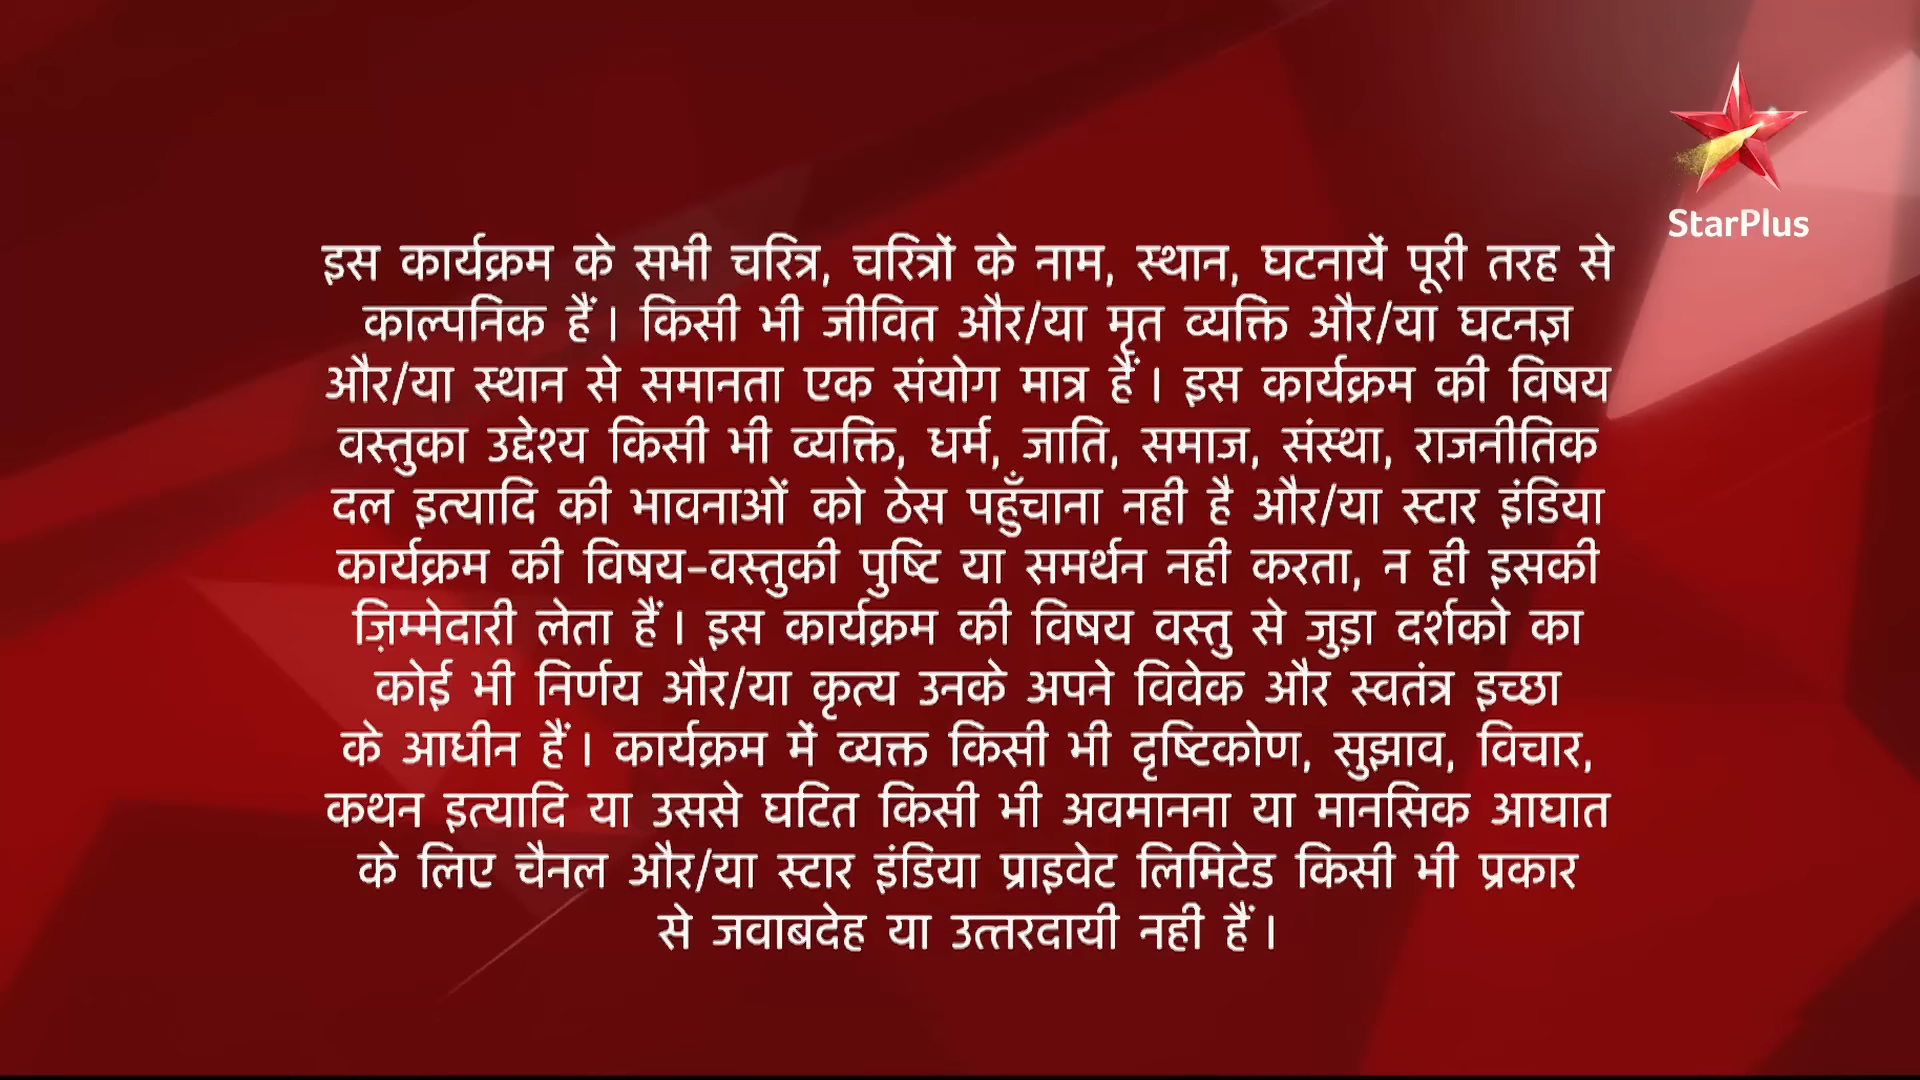 StarPlus
इस कार्यक्रम के सभी चरित्र, चरित्रों के नाम, स्थान, घटनायें पूरी तरह से
काल्पनिक हैं। किसी भी जीवित और/या मृत व्यक्ति और/या घटनज्ञ
और/या स्थान से समानता एक संयोग मात्र हैं। इस कार्यक्रम की विषय
वस्तुका उद्देश्य किसी भी व्यक्ति, धर्म, जाति, समाज, संस्था, राजनीतिक
दल इत्यादि की भावनाओं को ठेस पहुँचाना नही है और/या स्टार इंडिया
कार्यक्रम की विषय-वस्तुकी पुष्टि या समर्थन नही करता, न ही इसकी
ज़िम्मेदारी लेता हैं। इस कार्यक्रम की विषय वस्तु से जुड़ा दर्शको का
कोई भी निर्णय और/या कृत्य उनके अपने विवेक और स्वतंत्र इच्छा
के आधीन हैं। कार्यक्रम में व्यक्त किसी भी दृष्टिकोण, सुझाव, विचार,
कथन इत्यादि या उससे घटित किसी भी अवमानना या मानसिक आघात
के लिए चैनल और/या स्टार इंडिया प्राइवेट लिमिटेड किसी भी प्रकार
से जवाबदेह या उत्तरदायी नही हैं।